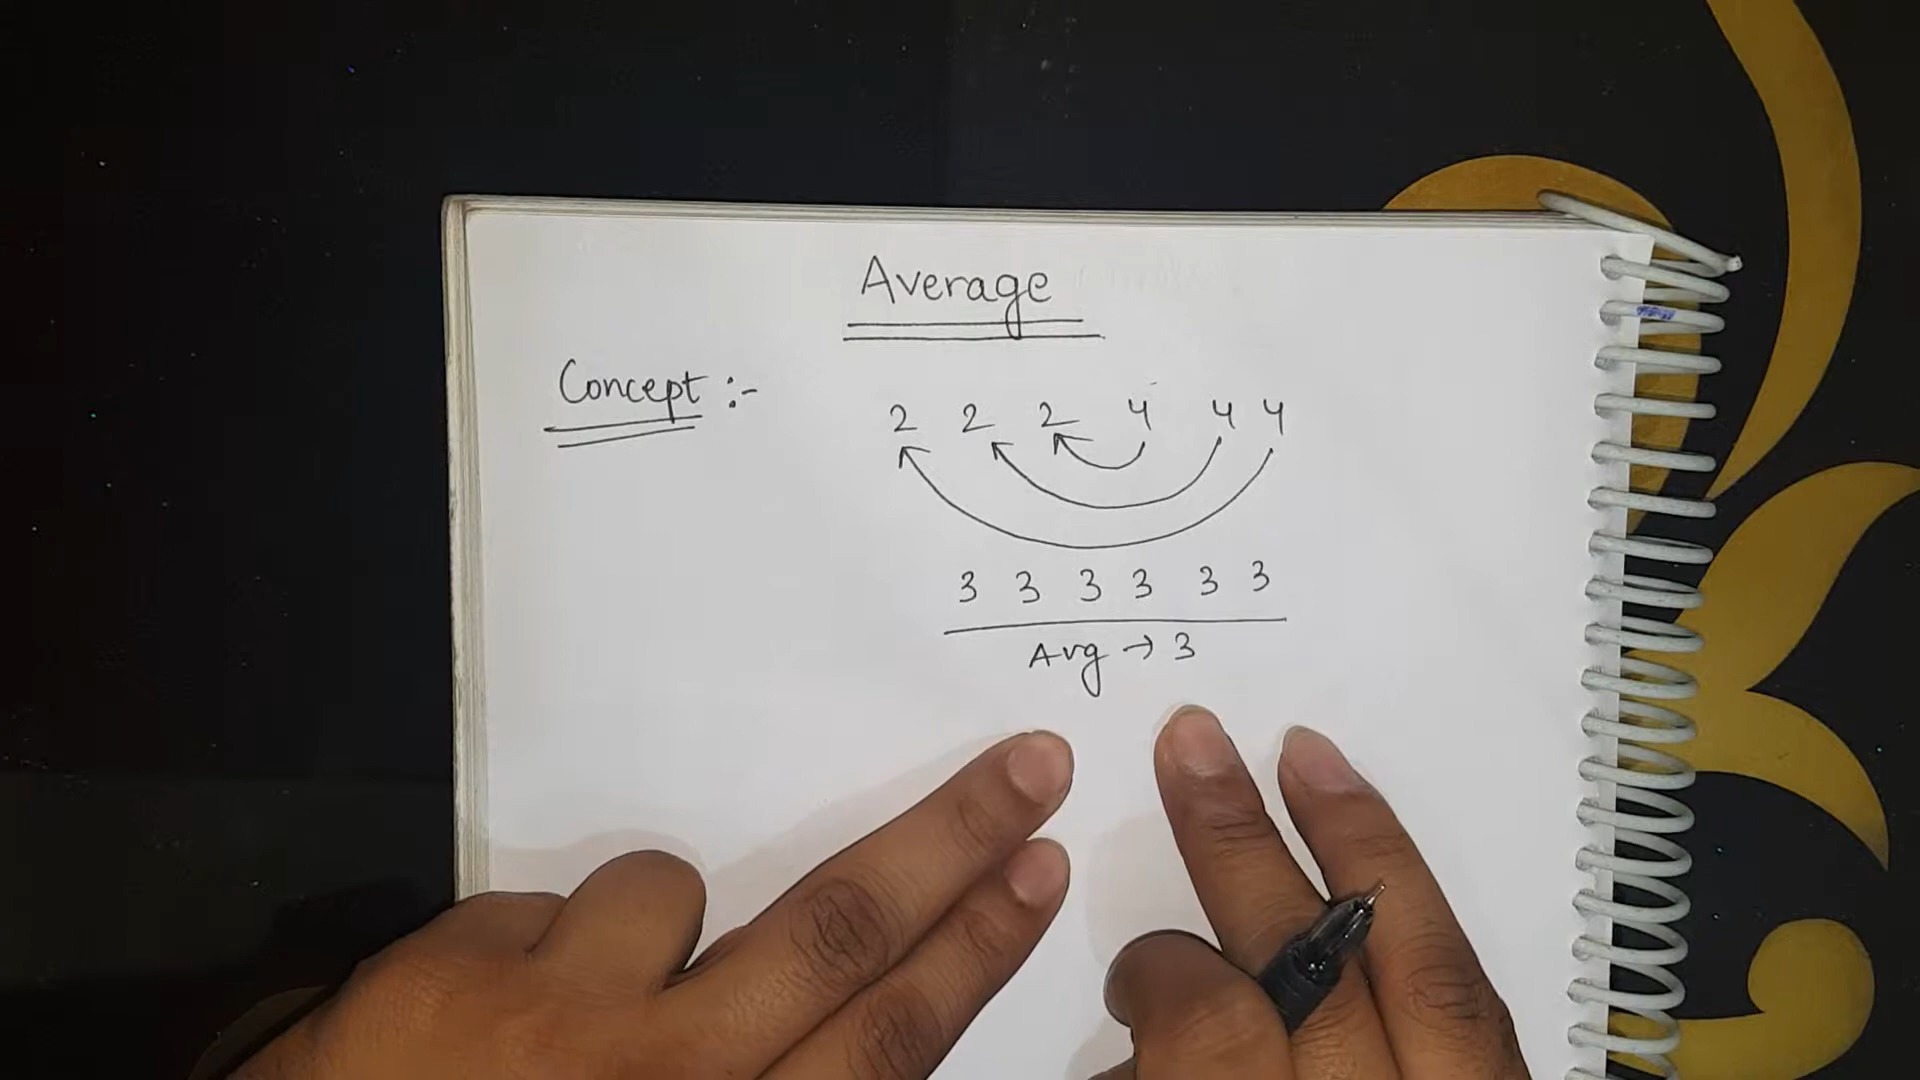 Average
Concept :-
2 2 2 4 4 4
3 3 3 3 3 3
Avg → 3